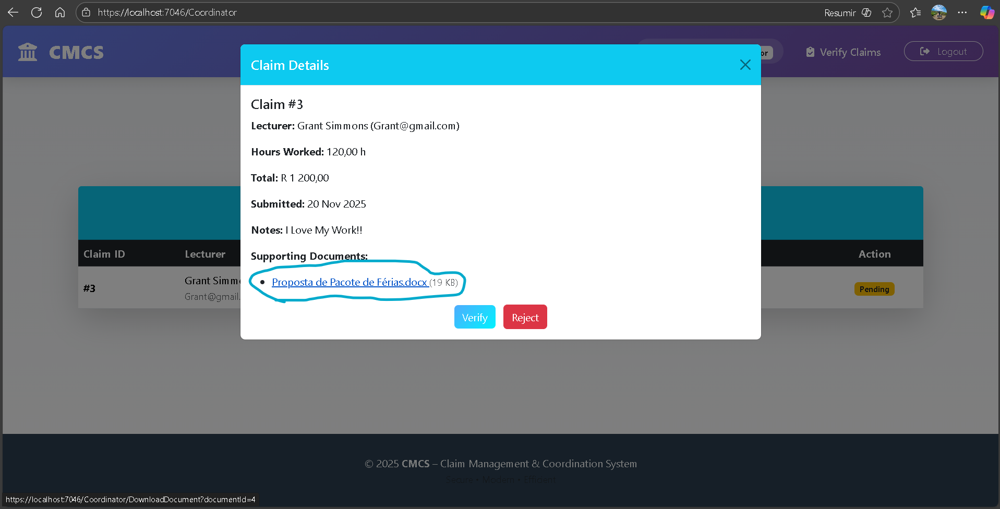 https://localhost:7046/Coordinator
Resumir
CMCS
or
Verify Claims
Logout
Claim Details
Claim #3
Lecturer: Grant Simmons (Grant@gmail.com)
Hours Worked: 120,00 h
Total: R 1 200,00
Submitted: 20 Nov 2025
Notes: I Love My Work!!
Supporting Documents:
Proposta de Pacote de Férias.docx (19 KB)
Verify Reject
Claim ID Lecturer Action
#3 Grant Simm Pending
Grant@gmail.
© 2025 CMCS – Claim Management & Coordination System
Secure • Modern • Efficient
https://localhost:7046/Coordinator/DownloadDocument?documentId=4